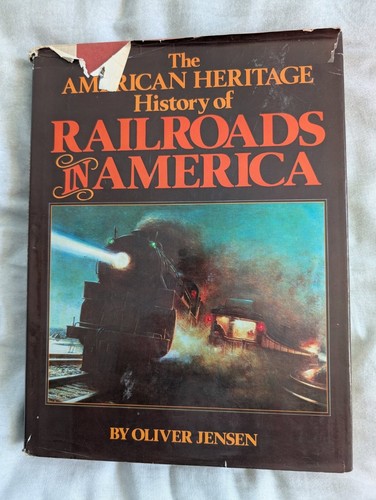 The
AMERICAN HERITAGE
History of
RAILROADS
IN AMERICA
BY OLIVER JENSEN